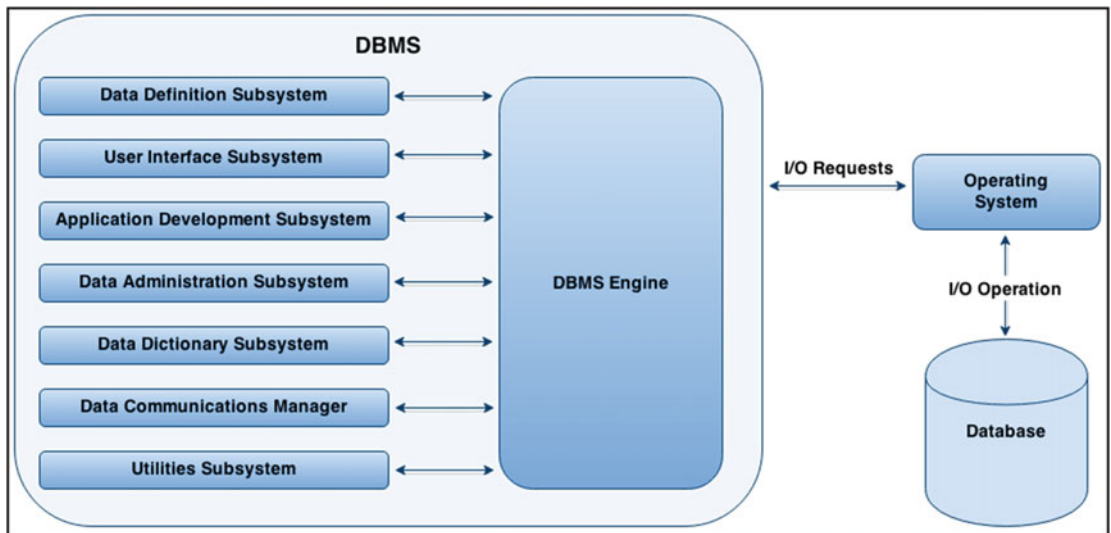 DBMS
Data Definition Subsystem
User Interface Subsystem
Application Development Subsystem
Data Administration Subsystem
Data Dictionary Subsystem
Data Communications Manager
Utilities Subsystem
DBMS Engine
I/O Requests
Operating
System
I/O Operation
Database